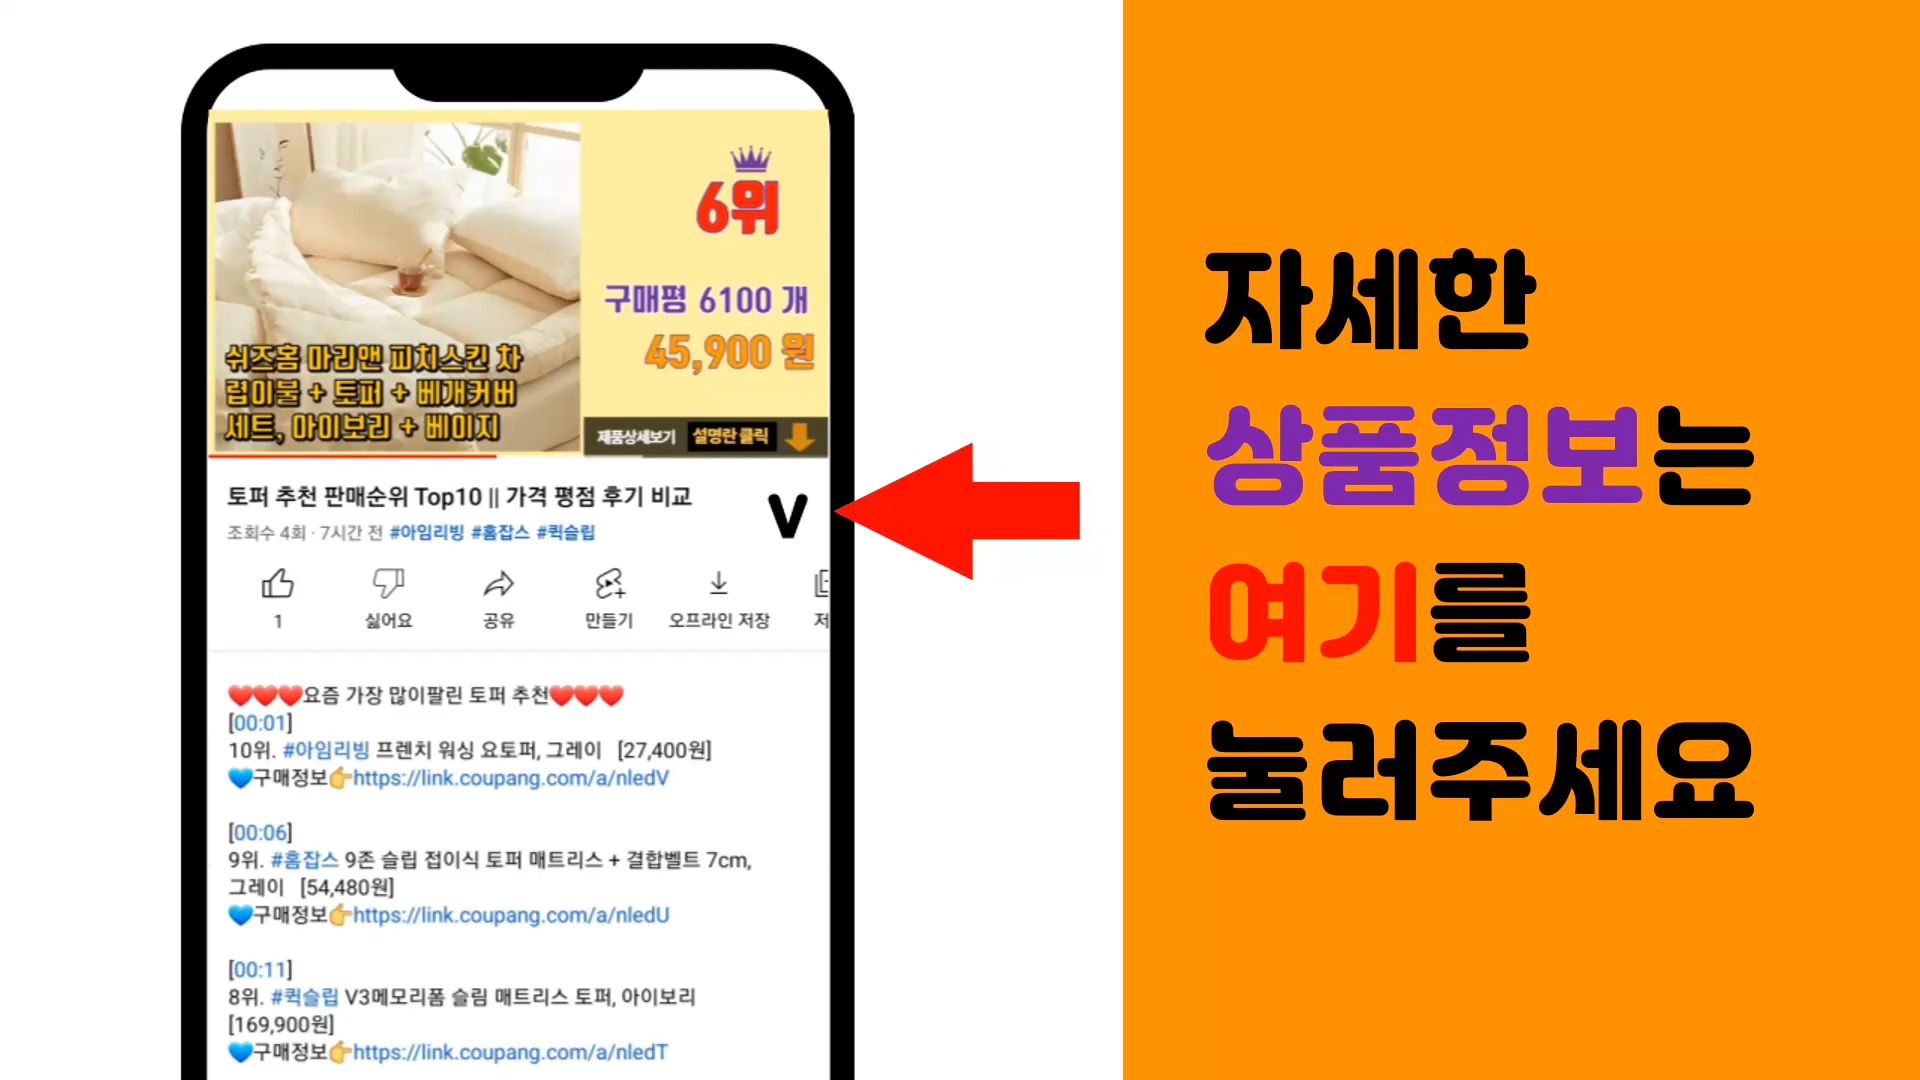 6위
구매평 6100 개
45,900 원
쉬즈홈 마리앤 피치스킨 차
렵이불 + 토퍼 + 베개커버
세트, 아이보리 + 베이지
제품상세보기 설명란 클릭
토퍼 추천 판매순위 Top10 || 가격 평점 후기 비교
V
조회수 4회 · 7시간 전 #아임리빙 #홈잡스 #퀵슬립
1 싫어요 공유 만들기 오프라인 저장 저
❤️❤️❤️요즘 가장 많이팔린 토퍼 추천❤️❤️❤️
[00:01]
10위. #아임리빙 프렌치 워싱 요토퍼, 그레이 [27,400원]
💙구매정보👉https://link.coupang.com/a/nledV
[00:06]
9위. #홈잡스 9존 슬립 접이식 토퍼 매트리스 + 결합벨트 7cm,
그레이 [54,480원]
💙구매정보👉https://link.coupang.com/a/nledU
[00:11]
8위. #퀵슬립 V3메모리폼 슬림 매트리스 토퍼, 아이보리
[169,900원]
💙구매정보👉https://link.coupang.com/a/nledT
자세한
상품정보는
여기를
눌러주세요